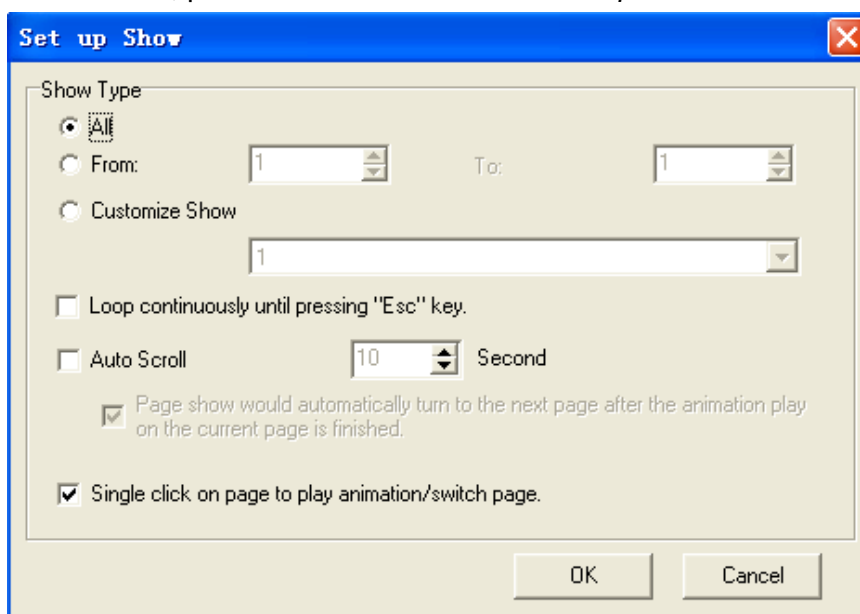 Set up Show
Show Type
All
From: 1 To: 1
Customize Show
1
Loop continuously until pressing "Esc" key.
Auto Scroll 10 Second
Page show would automatically turn to the next page after the animation play
on the current page is finished.
Single click on page to play animation/switch page.
OK Cancel